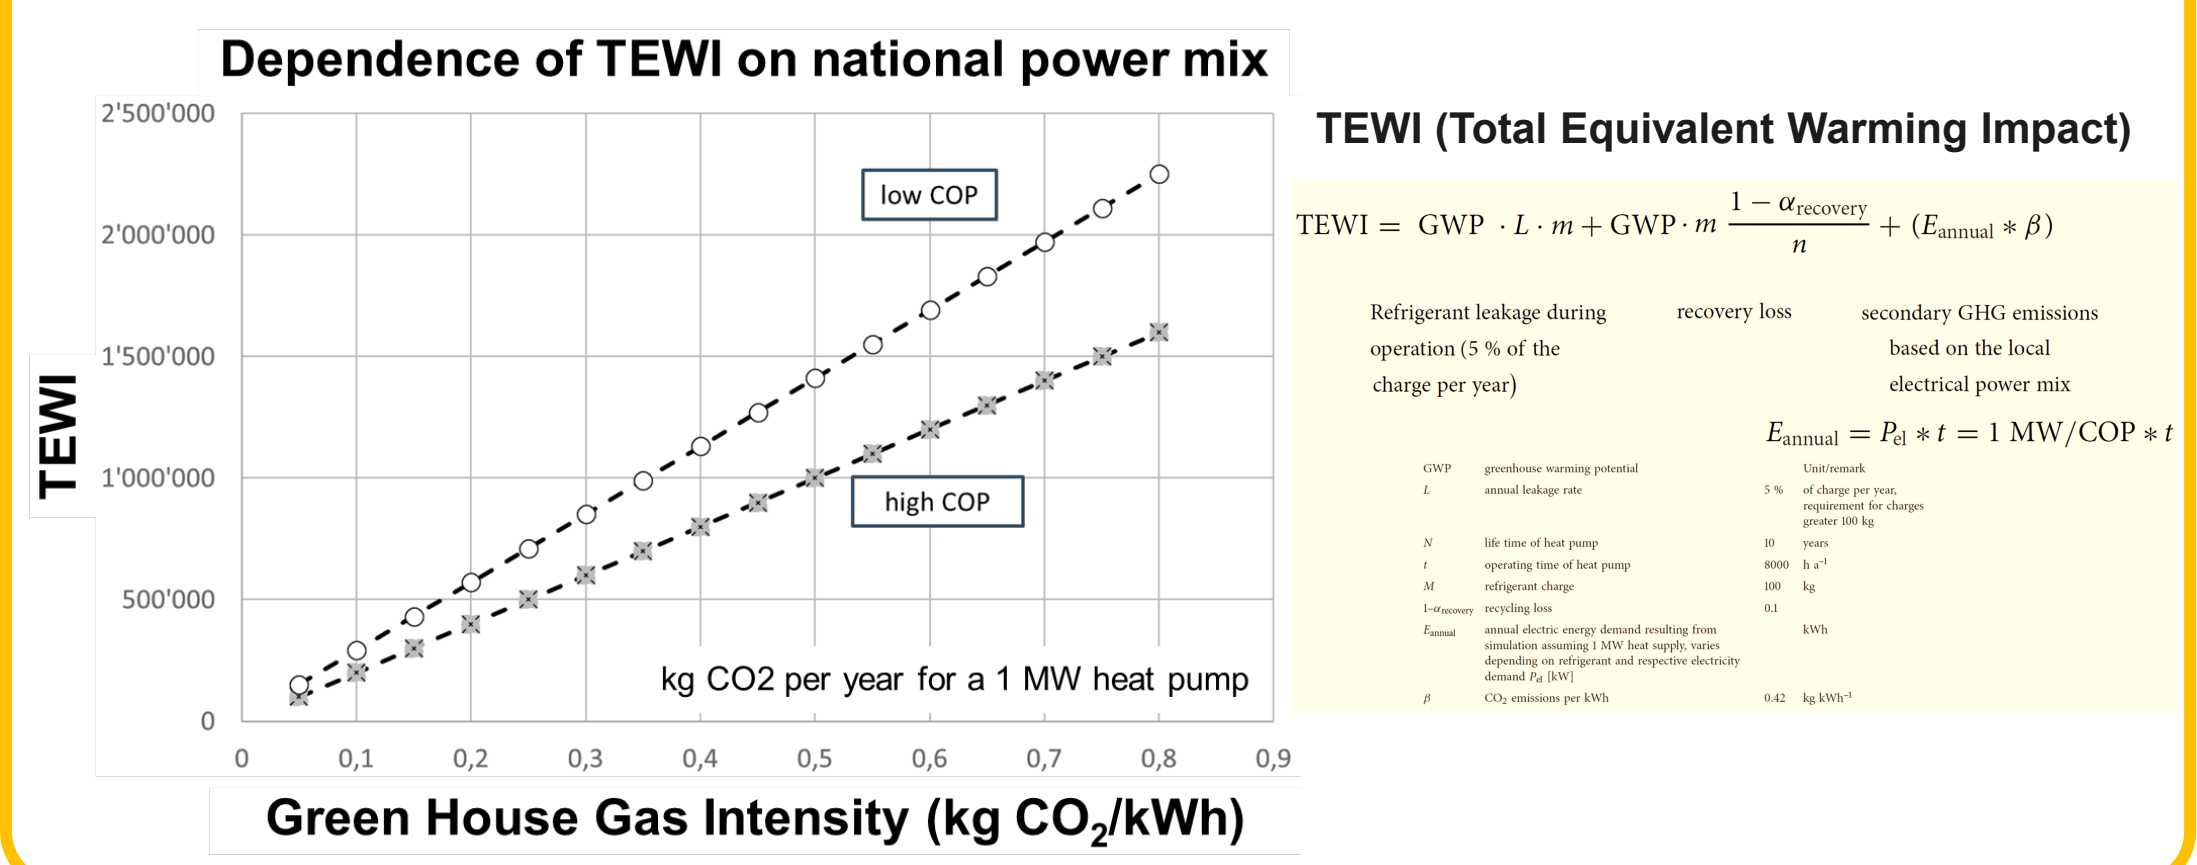 Dependence of TEWI on national power mix
2'500'000
2'000'000
1'500'000
1'000'000
500'000
0
TEWI
low COP
high COP
kg CO2 per year for a 1 MW heat pump
0 0,1 0,2 0,3 0,4 0,5 0,6 0,7 0,8 0,9
Green House Gas Intensity (kg CO₂/kWh)
TEWI (Total Equivalent Warming Impact)
TEWI = GWP · L · m + GWP · m (1 − α_recovery)/n + (E_annual ∗ β)
Refrigerant leakage during
operation (5 % of the
charge per year)
recovery loss
secondary GHG emissions
based on the local
electrical power mix
E_annual = P_el ∗ t = 1 MW/COP ∗ t
GWP greenhouse warming potential Unit/remark
L annual leakage rate 5 % of charge per year,
requirement for charges
greater 100 kg
N life time of heat pump 10 years
t operating time of heat pump 8000 h a⁻¹
M refrigerant charge 100 kg
1–α_recovery recycling loss 0.1
E_annual annual electric energy demand resulting from kWh
simulation assuming 1 MW heat supply, varies
depending on refrigerant and respective electricity
demand P_el [kW]
β CO₂ emissions per kWh 0.42 kg kWh⁻¹